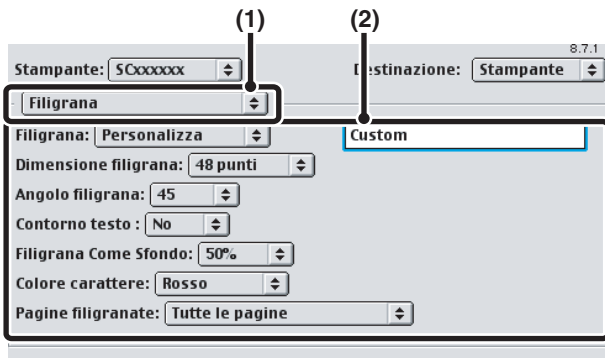 (1) (2)
8.7.1
Stampante: SCxxxxxx Destinazione: Stampante
Filigrana
Filigrana: Personalizza Custom
Dimensione filigrana: 48 punti
Angolo filigrana: 45
Contorno testo : No
Filigrana Come Sfondo: 50%
Colore carattere: Rosso
Pagine filigranate: Tutte le pagine